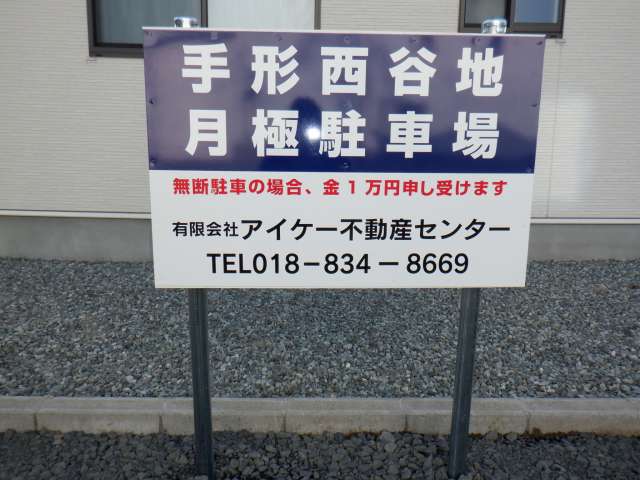 手形西谷地
月極駐車場
無断駐車の場合、金1万円申し受けます
有限会社アイケー不動産センター
TEL018-834-8669